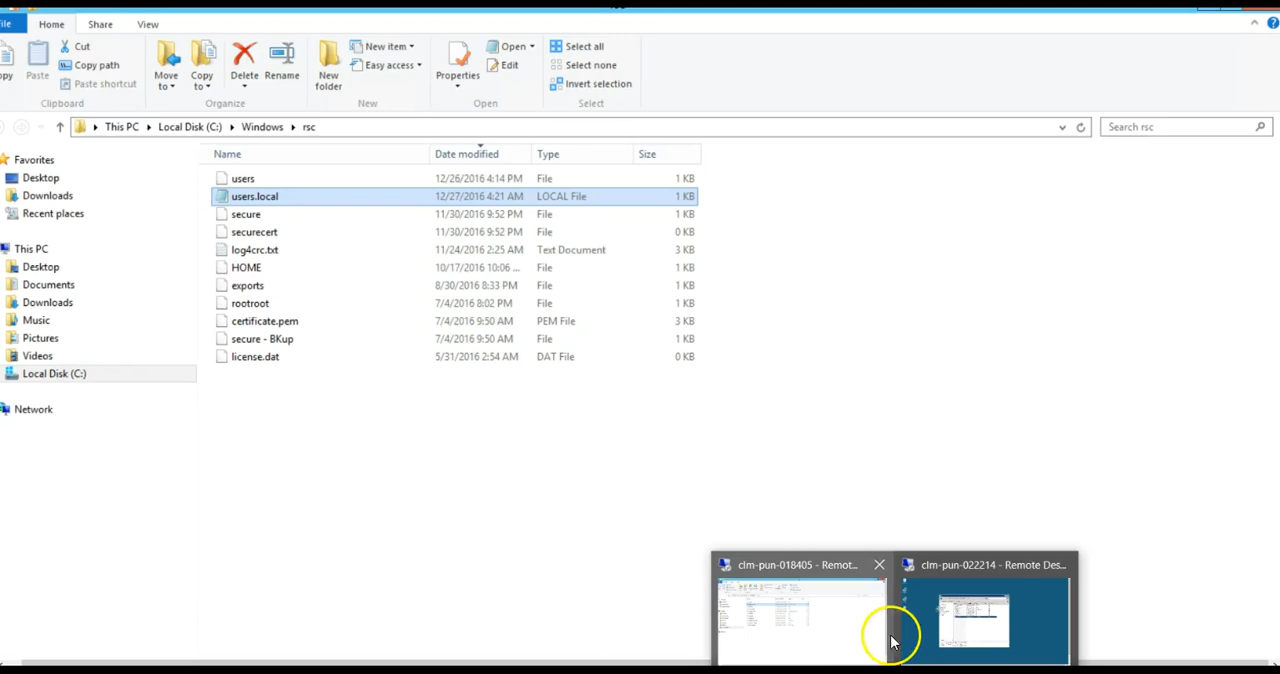 File Home Share View
Copy Paste Cut
Copy path
Paste shortcut
Clipboard
Move to Copy to Delete Rename
Organize
New folder
New item
Easy access
New
Properties
Open
Edit
Open
Select all
Select none
Invert selection
Select
This PC Local Disk (C:) Windows rsc
Search rsc
Favorites
Desktop
Downloads
Recent places
This PC
Desktop
Documents
Downloads
Music
Pictures
Videos
Local Disk (C:)
Network
Name Date modified Type Size
users 12/26/2016 4:14 PM File 1 KB
users.local 12/27/2016 4:21 AM LOCAL File 1 KB
secure 11/30/2016 9:52 PM File 1 KB
securecert 11/30/2016 9:52 PM File 0 KB
log4crc.txt 11/24/2016 2:25 AM Text Document 3 KB
HOME 10/17/2016 10:06 ... File 1 KB
exports 8/30/2016 8:33 PM File 1 KB
rootroot 7/4/2016 8:02 PM File 1 KB
certificate.pem 7/4/2016 9:50 AM PEM File 3 KB
secure - BKup 7/4/2016 9:50 AM File 1 KB
license.dat 5/31/2016 2:54 AM DAT File 0 KB
clm-pun-018405 - Remot... clm-pun-022214 - Remote Des...